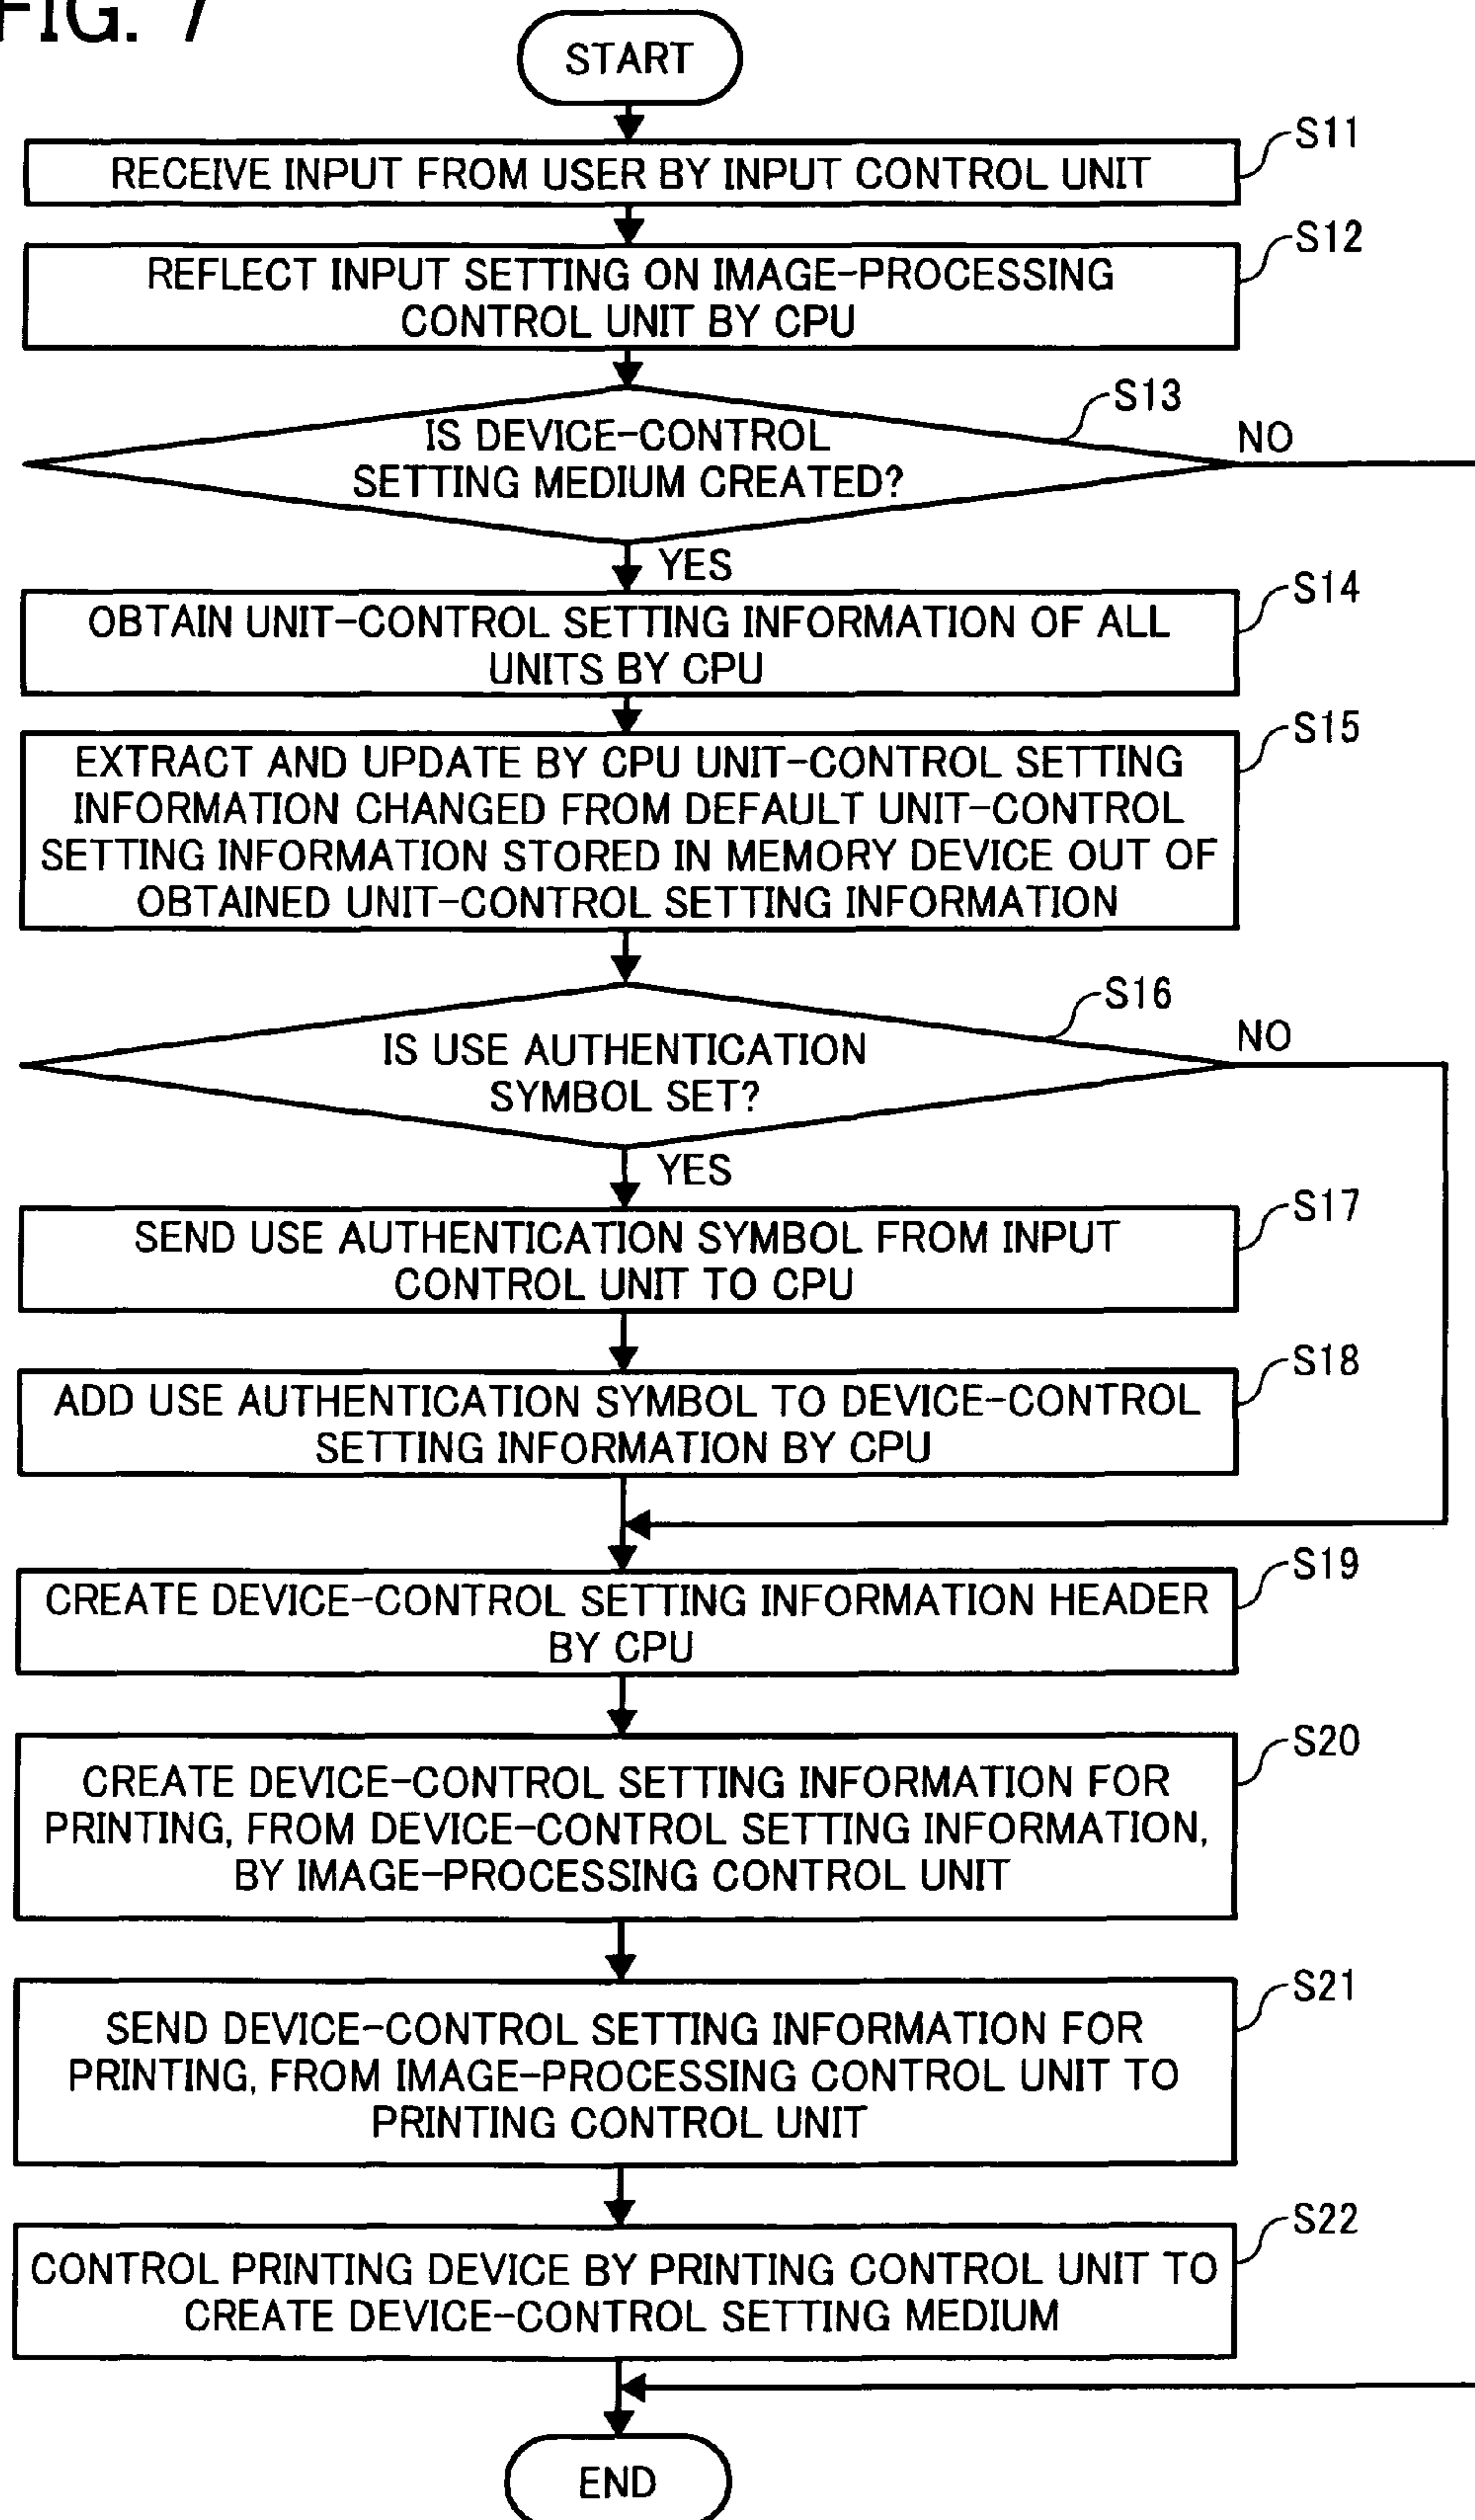 FIG. 7
START
S11
RECEIVE INPUT FROM USER BY INPUT CONTROL UNIT
S12
REFLECT INPUT SETTING ON IMAGE-PROCESSING
CONTROL UNIT BY CPU
S13
IS DEVICE-CONTROL
SETTING MEDIUM CREATED?
NO
YES
S14
OBTAIN UNIT-CONTROL SETTING INFORMATION OF ALL
UNITS BY CPU
S15
EXTRACT AND UPDATE BY CPU UNIT-CONTROL SETTING
INFORMATION CHANGED FROM DEFAULT UNIT-CONTROL
SETTING INFORMATION STORED IN MEMORY DEVICE OUT OF
OBTAINED UNIT-CONTROL SETTING INFORMATION
S16
IS USE AUTHENTICATION
SYMBOL SET?
NO
YES
S17
SEND USE AUTHENTICATION SYMBOL FROM INPUT
CONTROL UNIT TO CPU
S18
ADD USE AUTHENTICATION SYMBOL TO DEVICE-CONTROL
SETTING INFORMATION BY CPU
S19
CREATE DEVICE-CONTROL SETTING INFORMATION HEADER
BY CPU
S20
CREATE DEVICE-CONTROL SETTING INFORMATION FOR
PRINTING, FROM DEVICE-CONTROL SETTING INFORMATION,
BY IMAGE-PROCESSING CONTROL UNIT
S21
SEND DEVICE-CONTROL SETTING INFORMATION FOR
PRINTING, FROM IMAGE-PROCESSING CONTROL UNIT TO
PRINTING CONTROL UNIT
S22
CONTROL PRINTING DEVICE BY PRINTING CONTROL UNIT TO
CREATE DEVICE-CONTROL SETTING MEDIUM
END